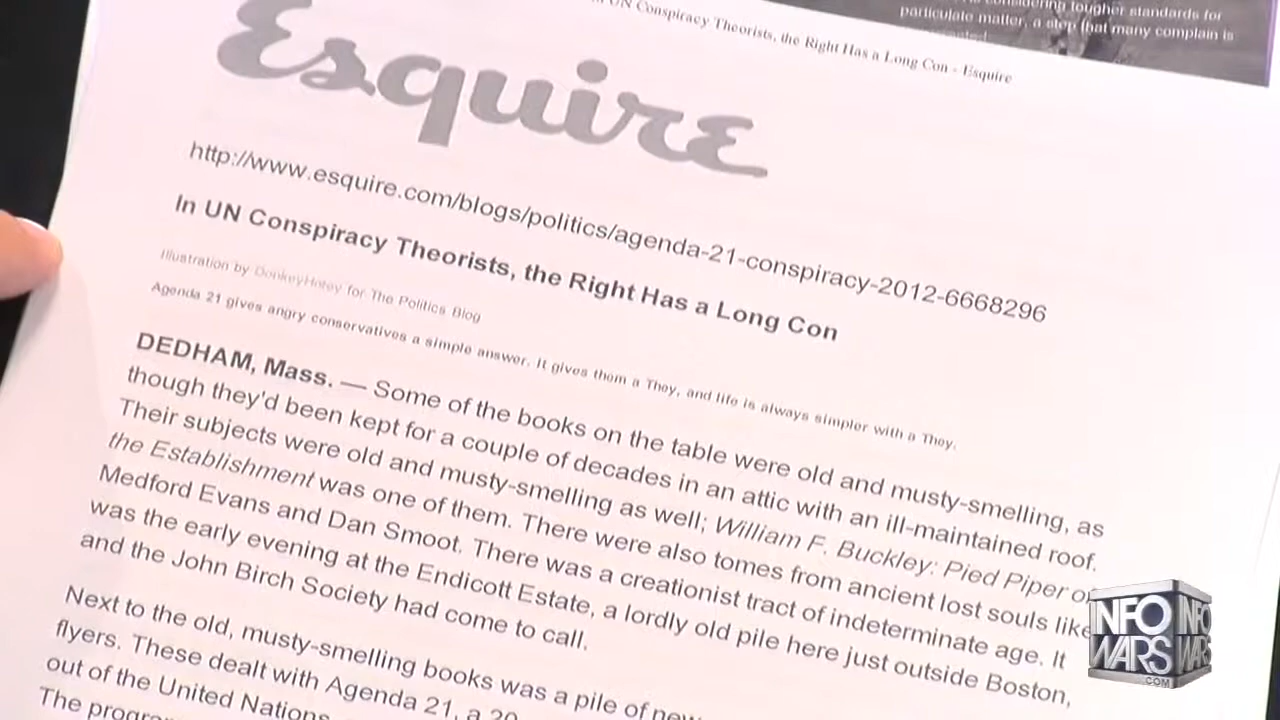 considering tougher standards for
particulate matter, a step that many complain is
UN Conspiracy Theorists, the Right Has a Long Con - Esquire
Esquire
http://www.esquire.com/blogs/politics/agenda-21-conspiracy-2012-6668296
In UN Conspiracy Theorists, the Right Has a Long Con
Illustration by DonkeyHotey for The Politics Blog
Agenda 21 gives angry conservatives a simple answer. It gives them a They, and life is always simpler with a They.
DEDHAM, Mass. — Some of the books on the table were old and musty-smelling, as
though they'd been kept for a couple of decades in an attic with an ill-maintained roof.
Their subjects were old and musty-smelling as well; William F. Buckley: Pied Piper
the Establishment was one of them. There were also tomes from ancient lost souls like
Medford Evans and Dan Smoot. There was a creationist tract of indeterminate age. It
was the early evening at the Endicott Estate, a lordly old pile here just outside Boston,
and the John Birch Society had come to call.
Next to the old, musty-smelling books was a pile of
flyers. These dealt with Agenda 21, a
out of the United Nations
The
INFO WARS .COM
INFO WARS